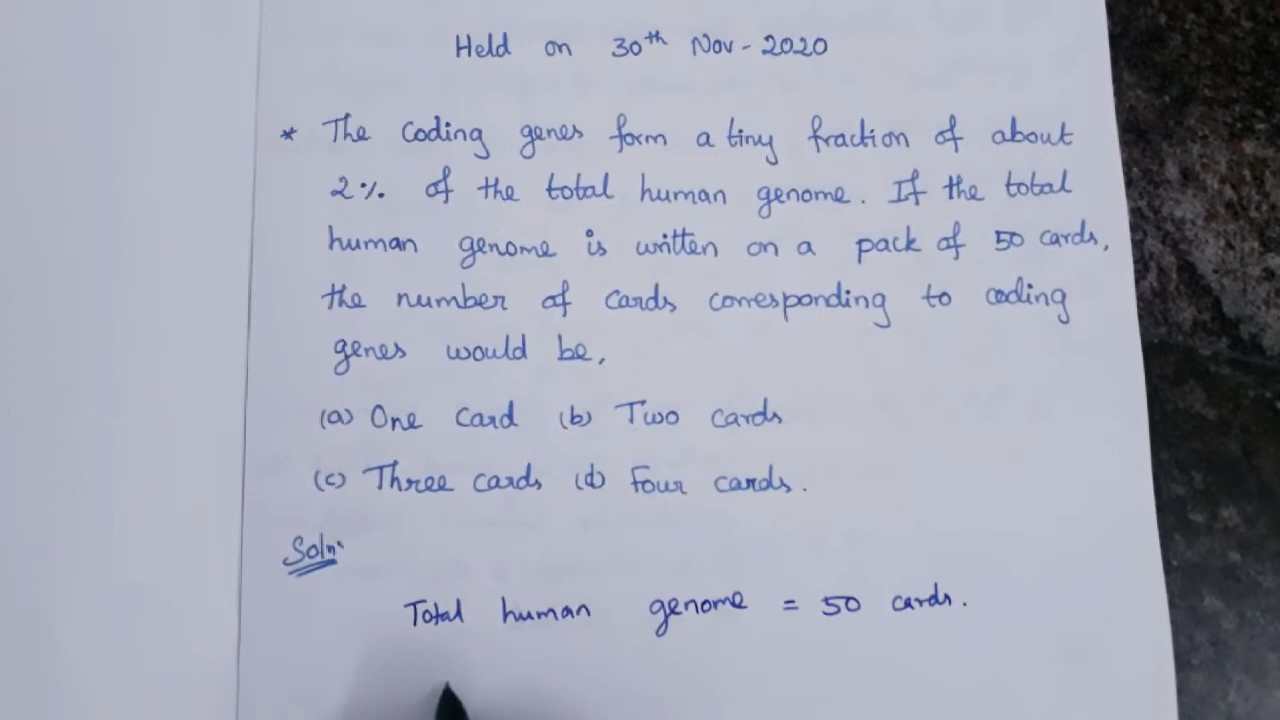 Held on 30th Nov - 2020
* The coding genes form a tiny fraction of about
2% of the total human genome. If the total
human genome is written on a pack of 50 cards,
the number of cards corresponding to coding
genes would be,
(a) One card (b) Two cards
(c) Three cards (d) Four cards.
Soln.
Total human genome = 50 cards.